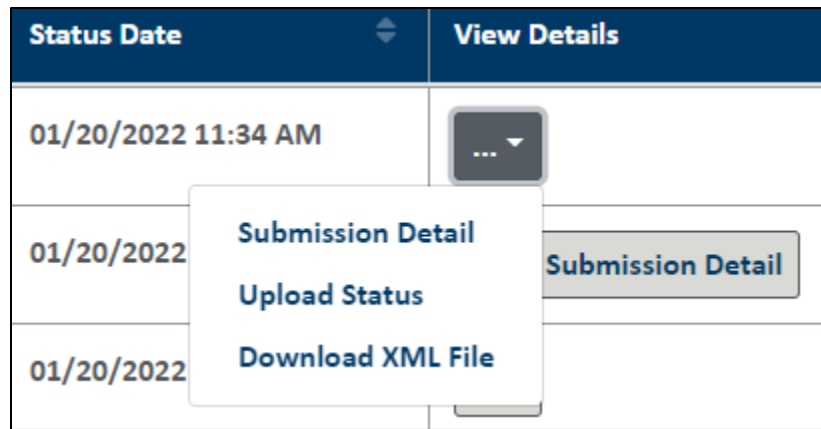 Status Date View Details
01/20/2022 11:34 AM ...
Submission Detail
01/20/2022 Submission Detail
Upload Status
Download XML File
01/20/2022